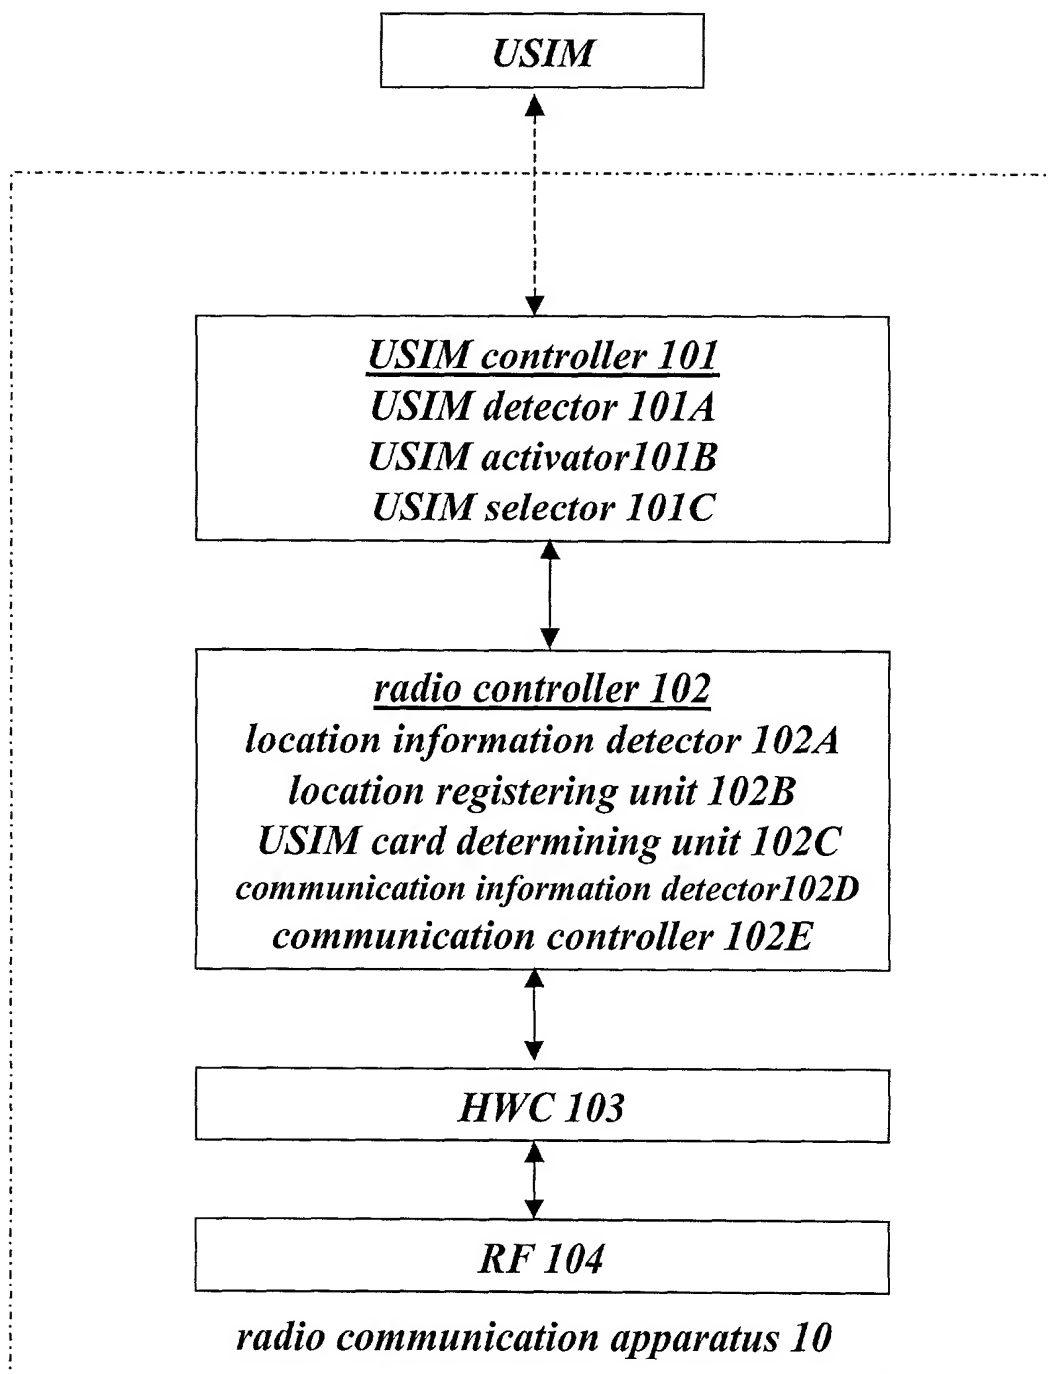 USIM
USIM controller 101
USIM detector 101A
USIM activator101B
USIM selector 101C
radio controller 102
location information detector 102A
location registering unit 102B
USIM card determining unit 102C
communication information detector102D
communication controller 102E
HWC 103
RF 104
radio communication apparatus 10